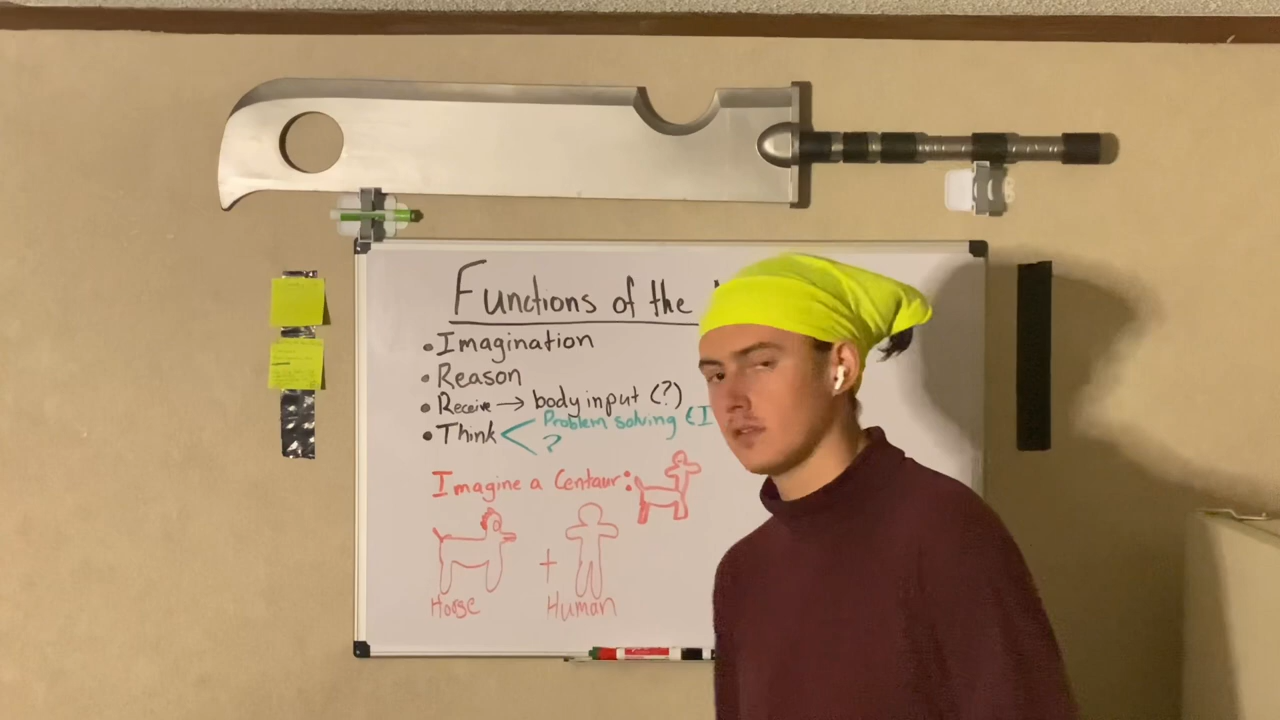 Functions of the
• Imagination
• Reason
• Receive → body input (?)
• Think < Problem solving (I
?
Imagine a Centaur:
+
Horse
Human